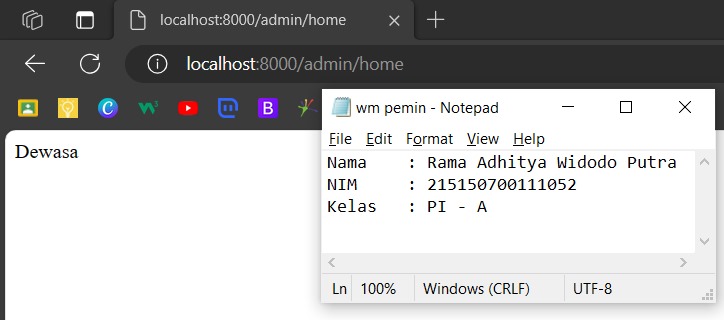 localhost:8000/admin/home
localhost:8000/admin/home
Dewasa
wm pemin - Notepad
File Edit Format View Help
Nama : Rama Adhitya Widodo Putra
NIM : 215150700111052
Kelas : PI - A
Ln 100% Windows (CRLF) UTF-8